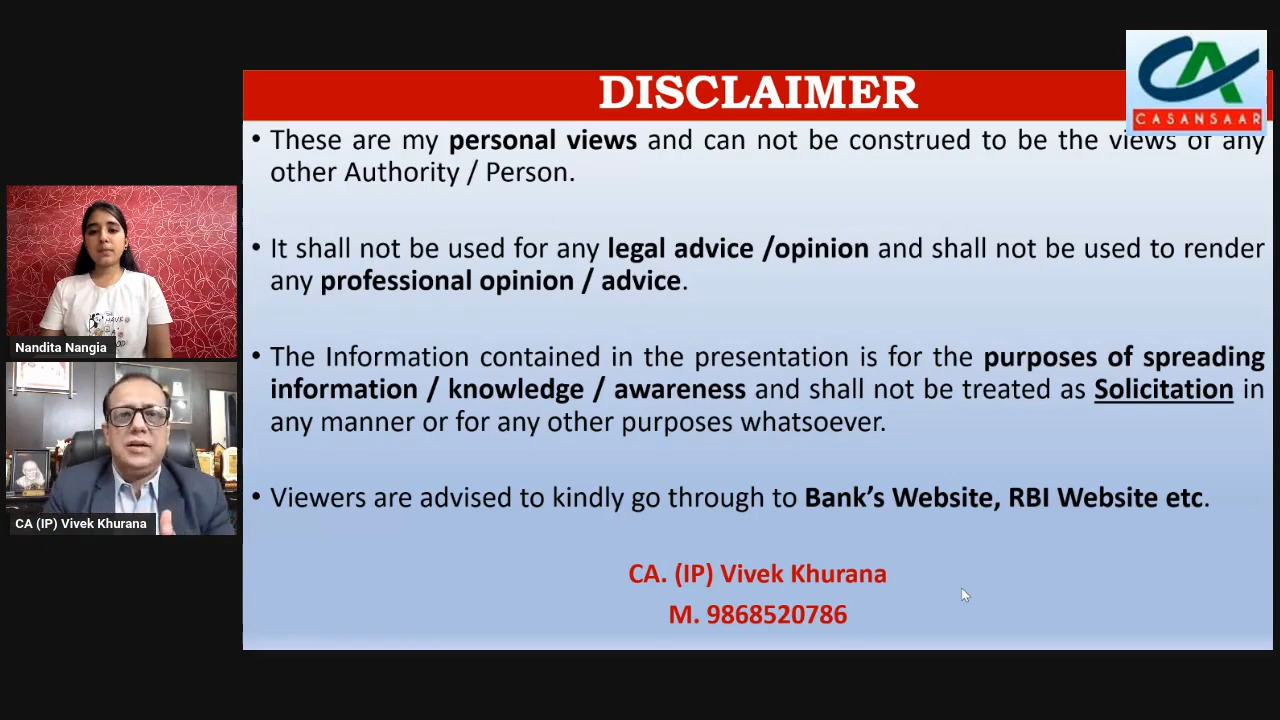 DISCLAIMER
CASANSAAR
• These are my personal views and can not be construed to be the views of any
other Authority / Person.
• It shall not be used for any legal advice /opinion and shall not be used to render
any professional opinion / advice.
• The Information contained in the presentation is for the purposes of spreading
information / knowledge / awareness and shall not be treated as Solicitation in
any manner or for any other purposes whatsoever.
• Viewers are advised to kindly go through to Bank’s Website, RBI Website etc.
CA. (IP) Vivek Khurana
M. 9868520786
Nandita Nangia
CA (IP) Vivek Khurana